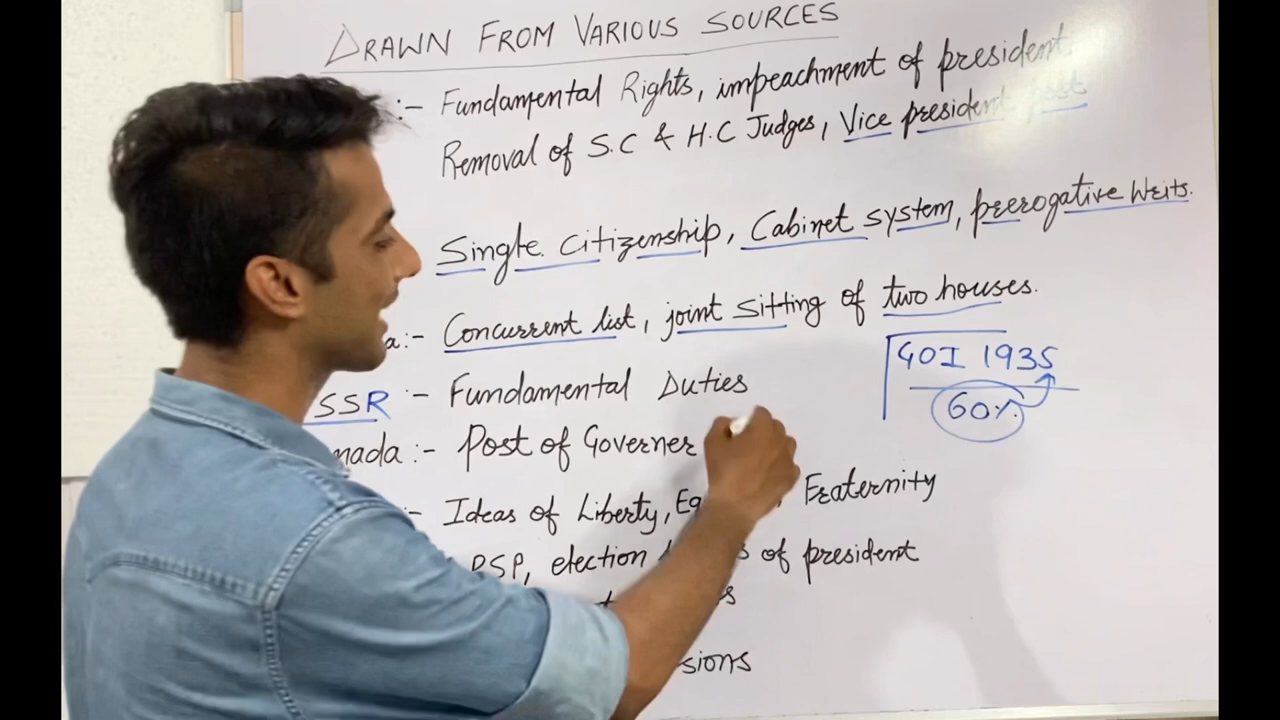 DRAWN FROM VARIOUS SOURCES
:- Fundamental Rights, impeachment of president
Removal of S.C & H.C Judges, Vice president post
Single citizenship, Cabinet system, prerogative Writs.
a:- Concurrent list, joint sitting of two houses.
GOI 1935
60%
SSR :- Fundamental Duties
nada :- Post of Governer
:- Ideas of Liberty, Eq Fraternity
PSP, election s of president
s
sions